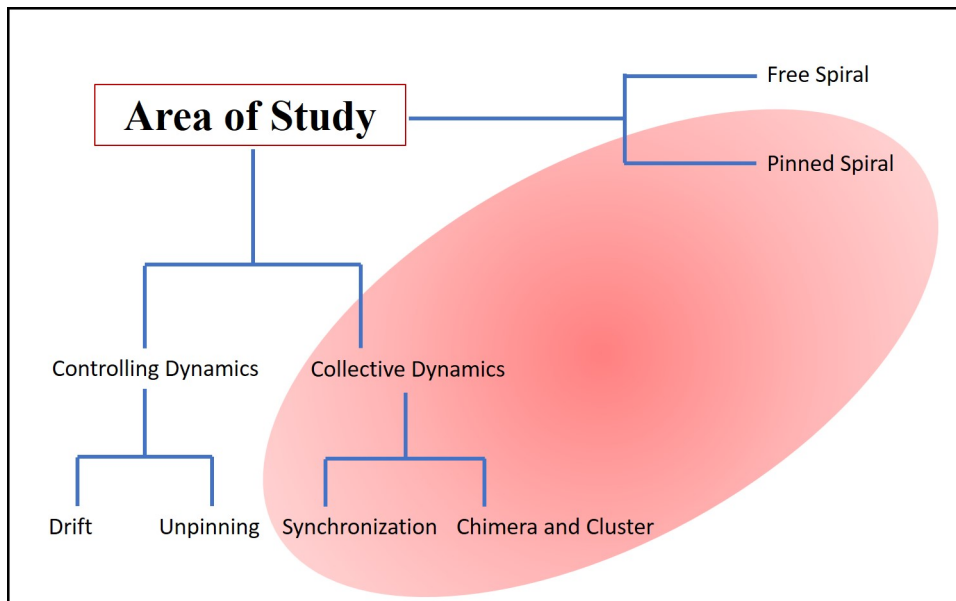 Free Spiral
Area of Study
Pinned Spiral
Controlling Dynamics
Collective Dynamics
Drift
Unpinning
Synchronization
Chimera and Cluster